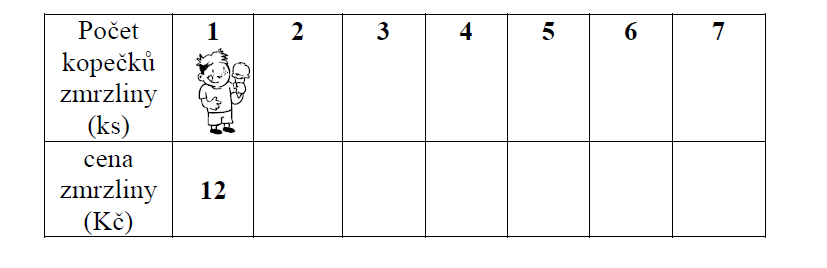 Počet kopečků zmrzliny (ks) 1 2 3 4 5 6 7
cena zmrzliny (Kč) 12